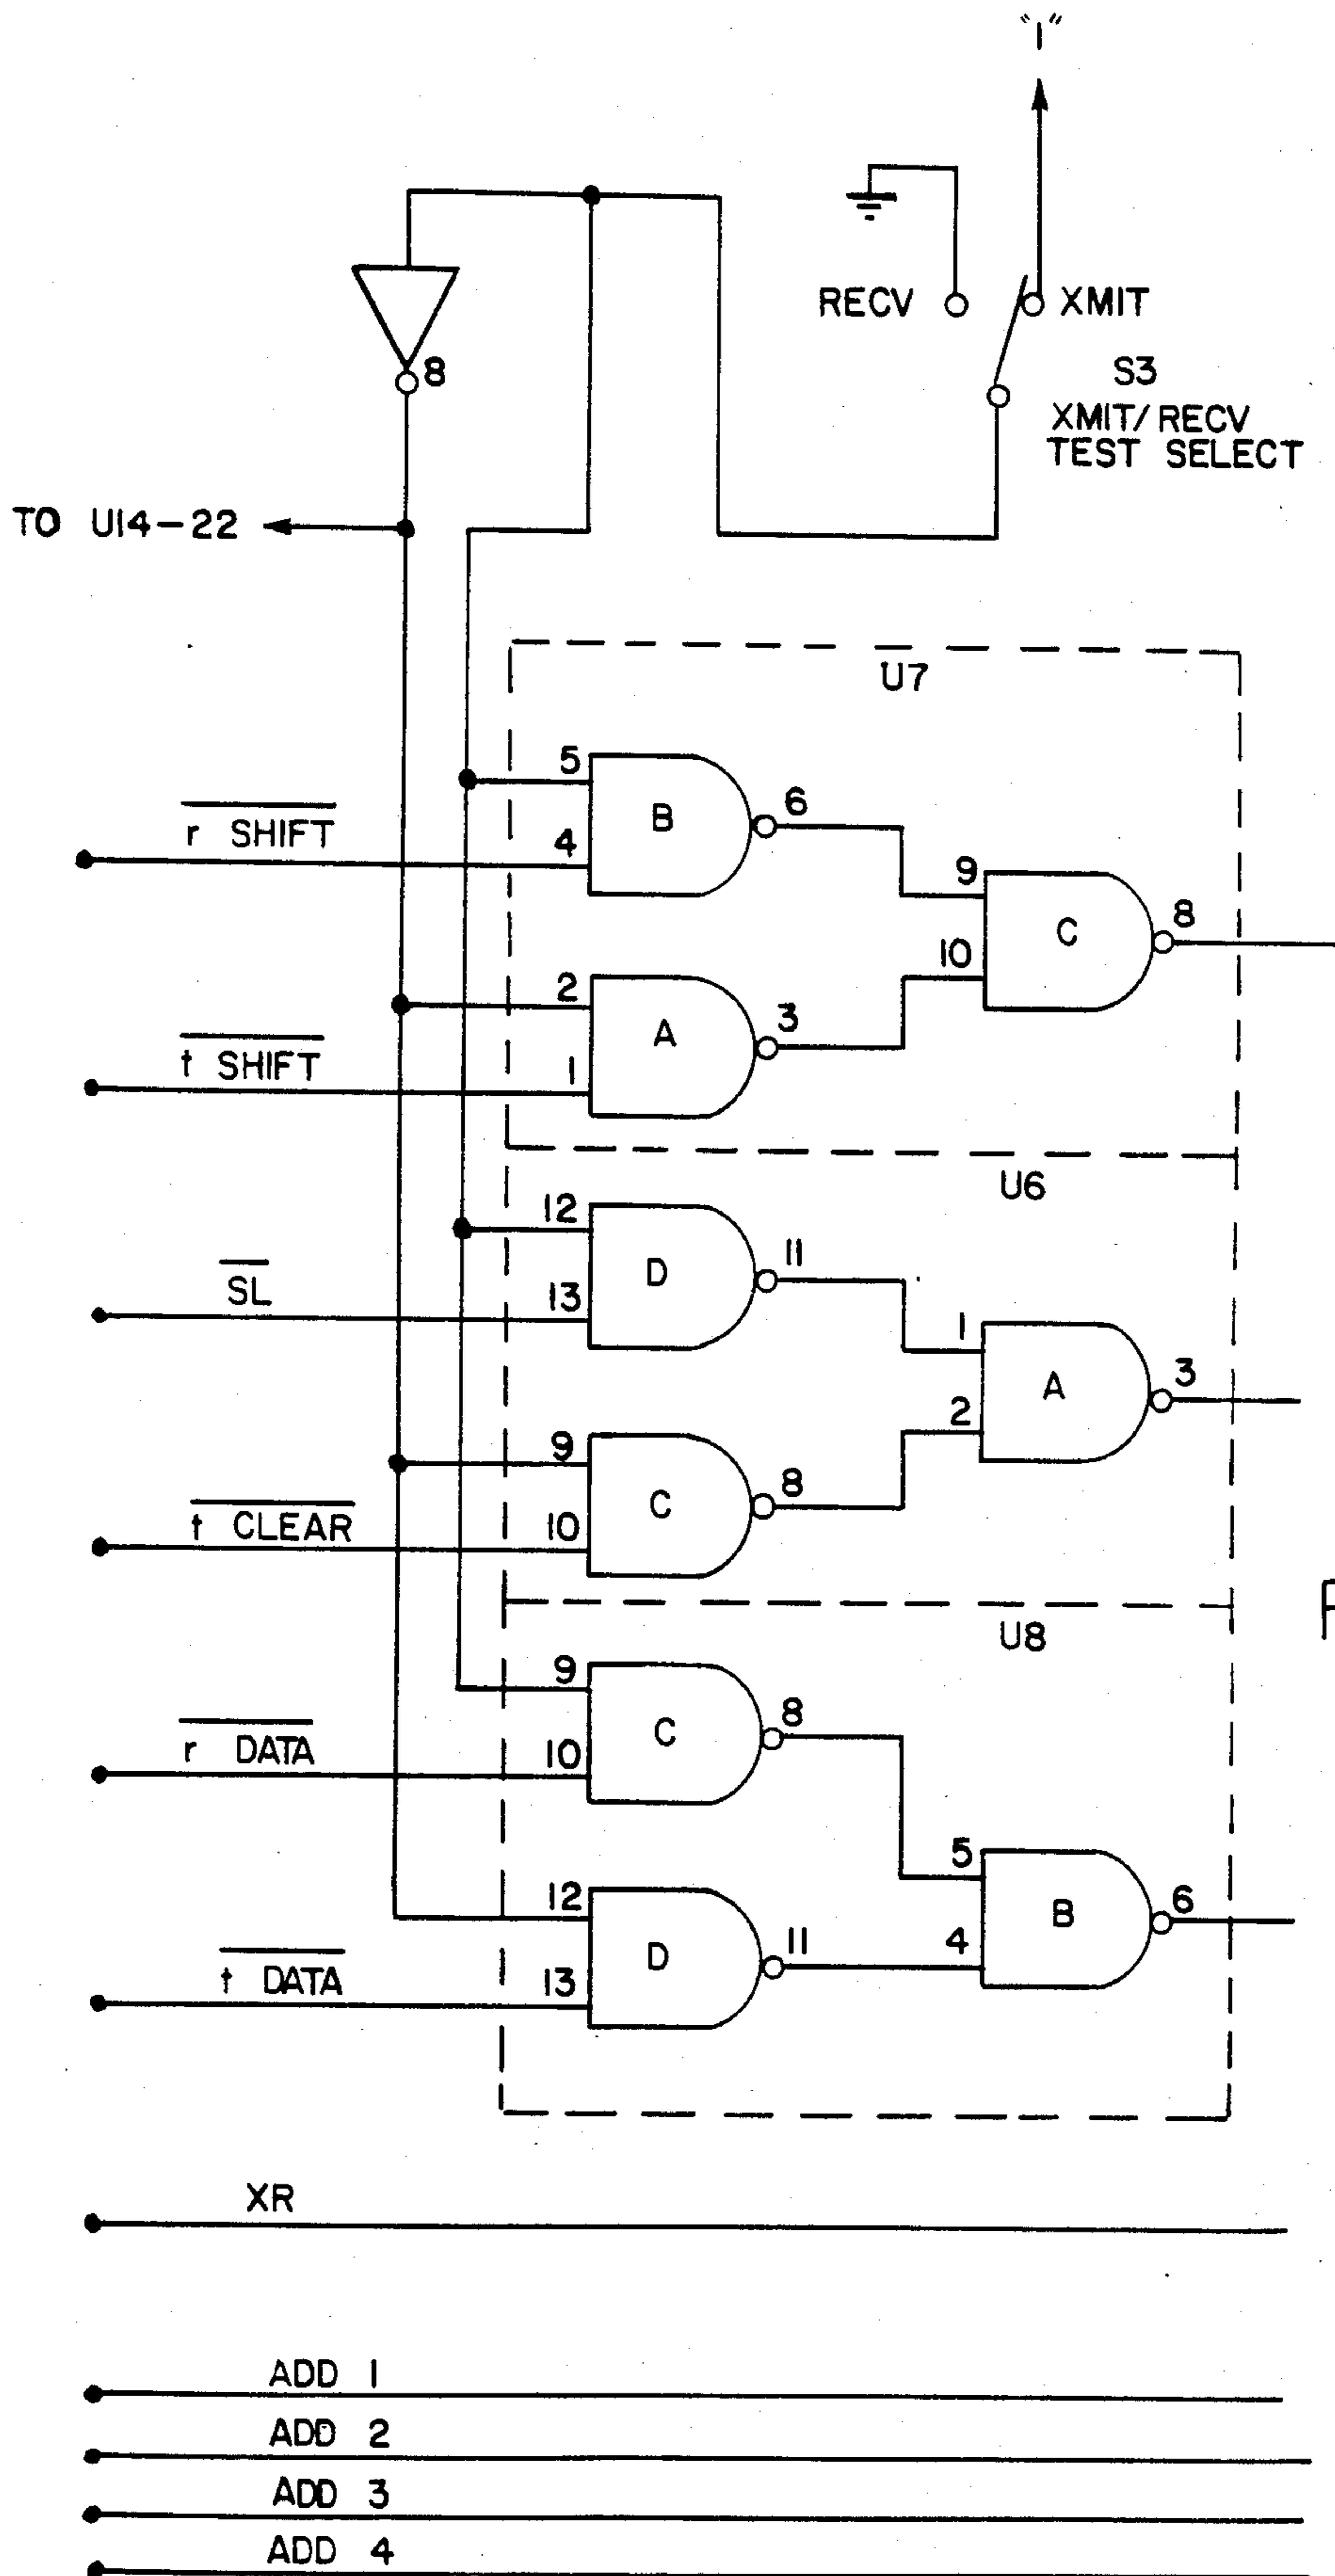 "1"
RECV
XMIT
8
S3
XMIT/RECV
TEST SELECT
TO U14-22
U7
5
B
6
r SHIFT
4
9
C
8
10
2
A
3
t SHIFT
1
U6
12
D
11
SL
13
1
A
3
2
9
C
8
t CLEAR
10
U8
9
C
8
r DATA
10
5
B
6
4
12
D
11
t DATA
13
XR
ADD 1
ADD 2
ADD 3
ADD 4